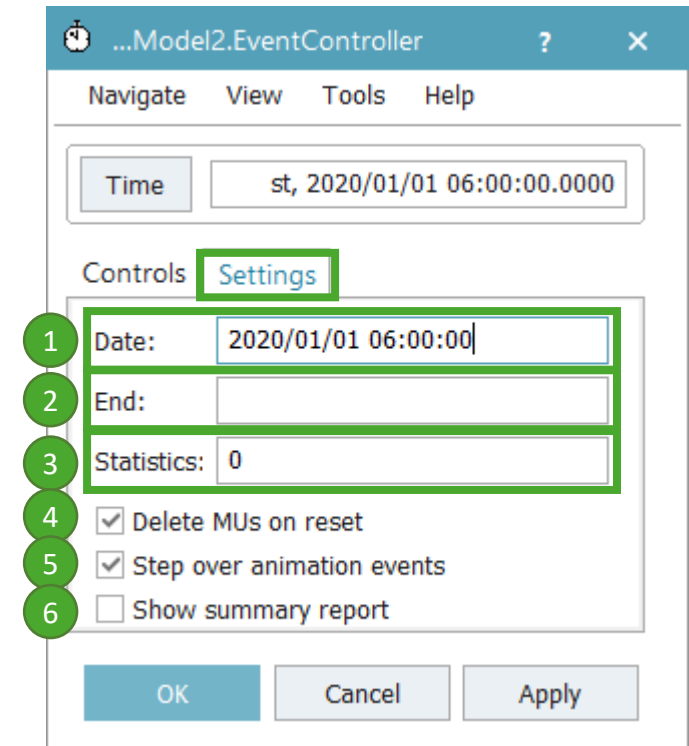 ...Model2.EventController ? ×
Navigate View Tools Help
Time st, 2020/01/01 06:00:00.0000
Controls Settings
1 Date: 2020/01/01 06:00:00
2 End:
3 Statistics: 0
4 Delete MUs on reset
5 Step over animation events
6 Show summary report
OK Cancel Apply